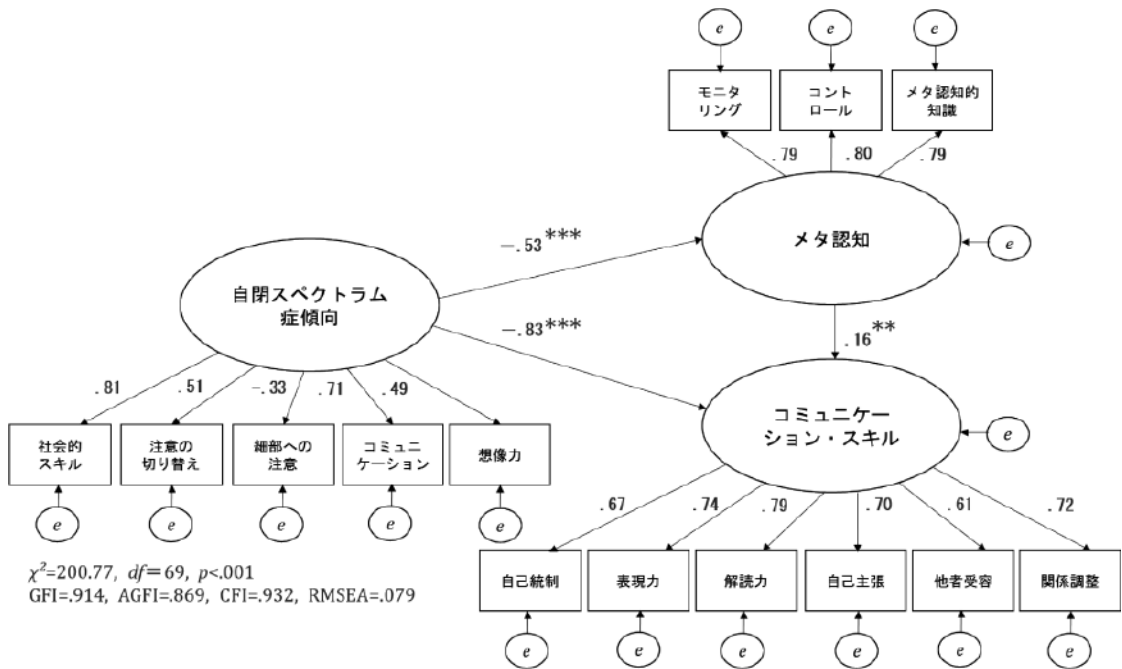 e
e
e
モニタ
リング
コント
ロール
メタ認知的
知識
.79
.80
.79
メタ認知
e
-.53***
自閉スペクトラム
症傾向
-.83***
.16**
.81
.51
-.33
.71
.49
コミュニケー
ション・スキル
e
社会的
スキル
注意の
切り替え
細部への
注意
コミュニ
ケーション
想像力
e
e
e
e
e
.67
.74
.79
.70
.61
.72
自己統制
表現力
解読力
自己主張
他者受容
関係調整
e
e
e
e
e
e
χ²=200.77, df=69, p<.001
GFI=.914, AGFI=.869, CFI=.932, RMSEA=.079